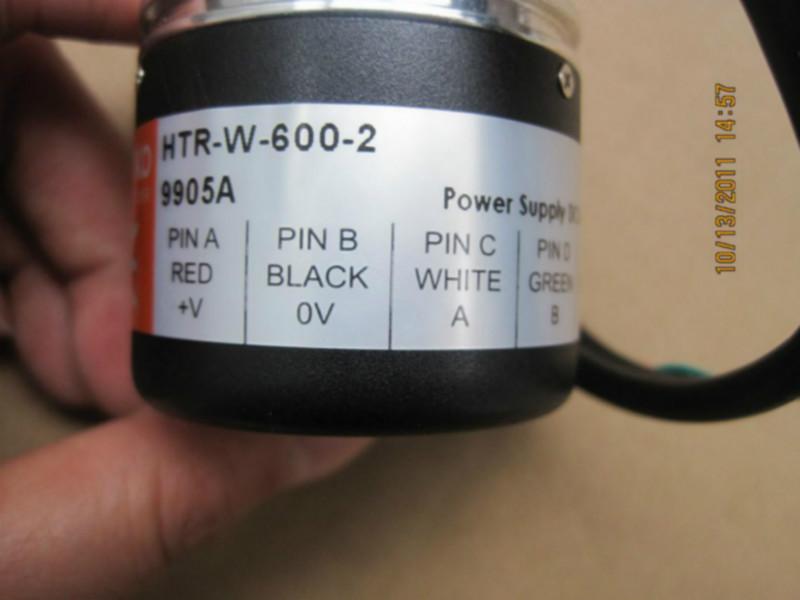 HTR-W-600-2
9905A
Power Supply
PIN A PIN B PIN C PIN D
RED BLACK WHITE GREEN
+V 0V A B
10/13/2011 14:57